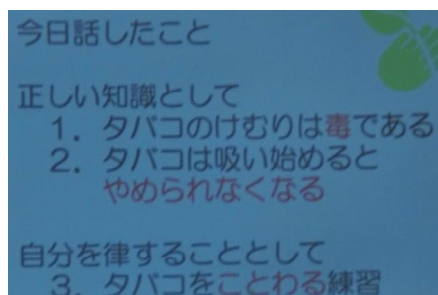 今日話したこと
正しい知識として
1. タバコのけむりは毒である
2. タバコは吸い始めると
やめられなくなる
自分を律することとして
3. タバコをことわる練習